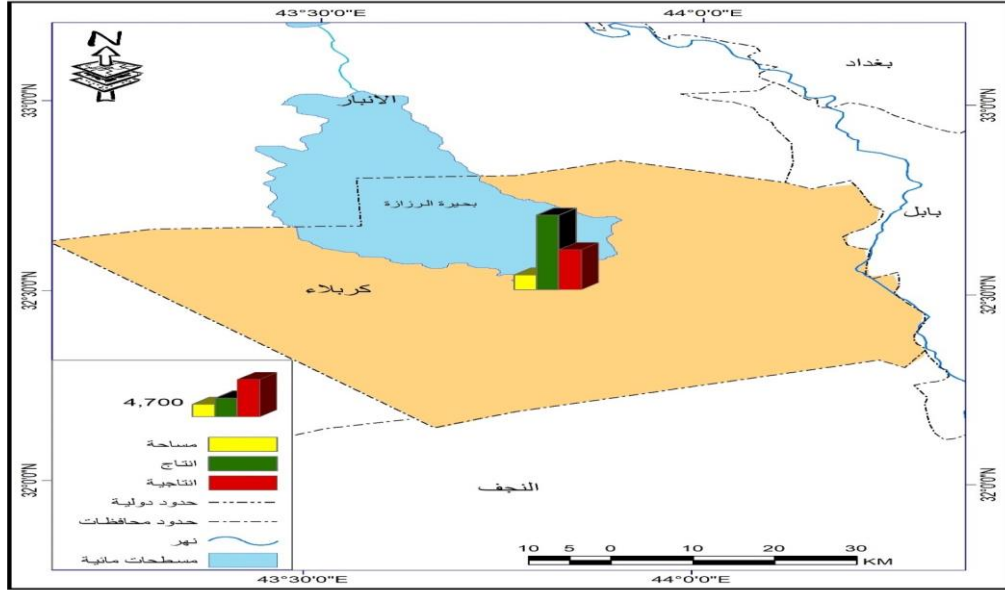 43°30'0"E
44°0'0"E
N
33°0'0"N
33°0'0"N
بغداد
الانبار
بحيرة الرزازة
بابل
32°30'0"N
32°30'0"N
كربلاء
4,700
مساحة
انتاج
انتاجية
حدود دولية
حدود محافظات
نهر
مسطحات مائية
النجف
32°0'0"N
32°0'0"N
10 5 0 10 20 30
KM
43°30'0"E
44°0'0"E